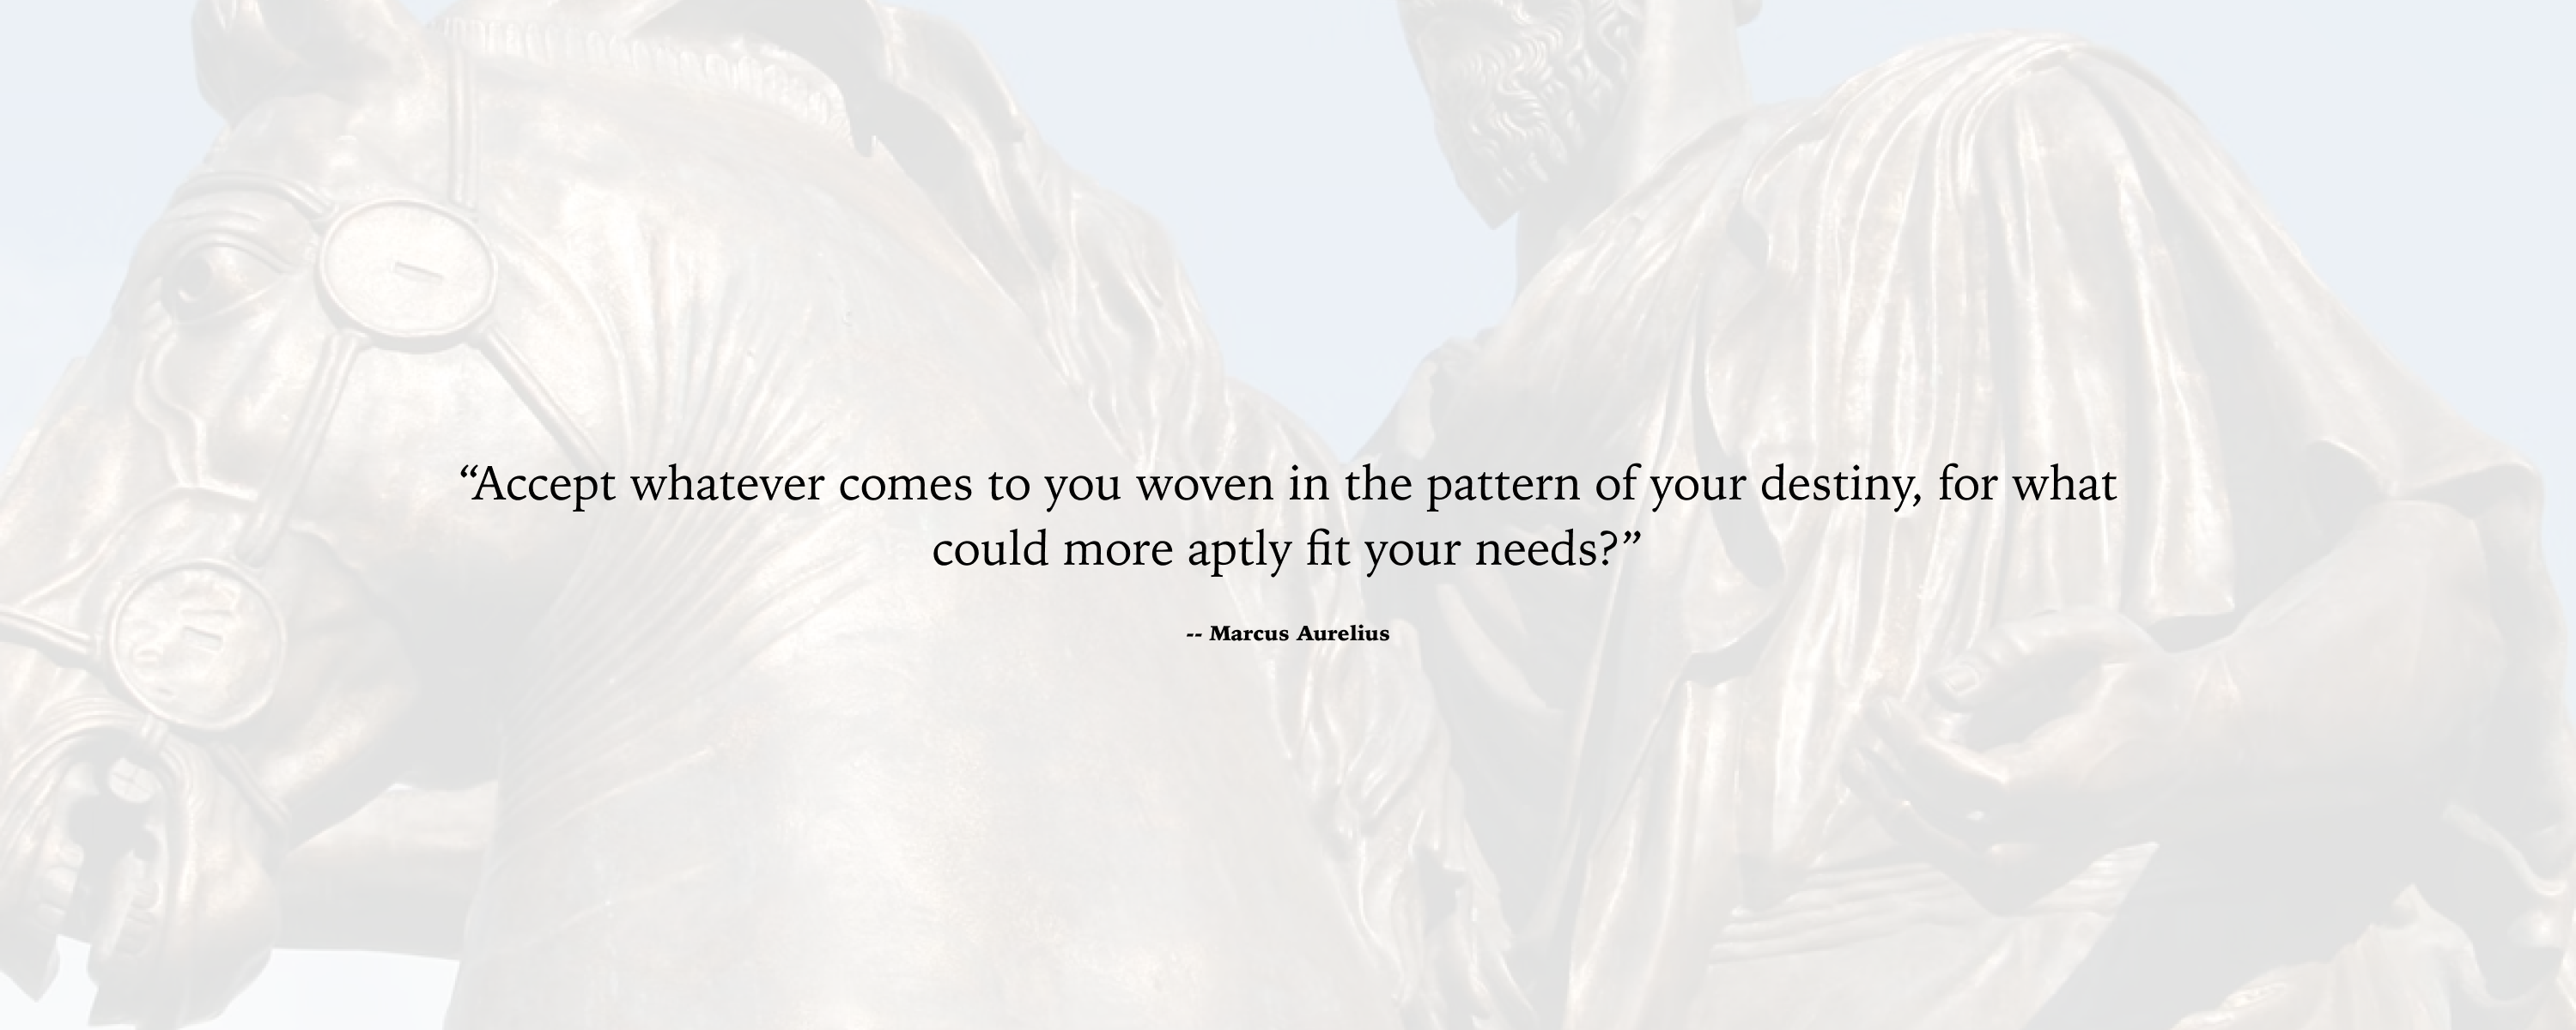 “Accept whatever comes to you woven in the pattern of your destiny, for what
could more aptly fit your needs?”
-- Marcus Aurelius